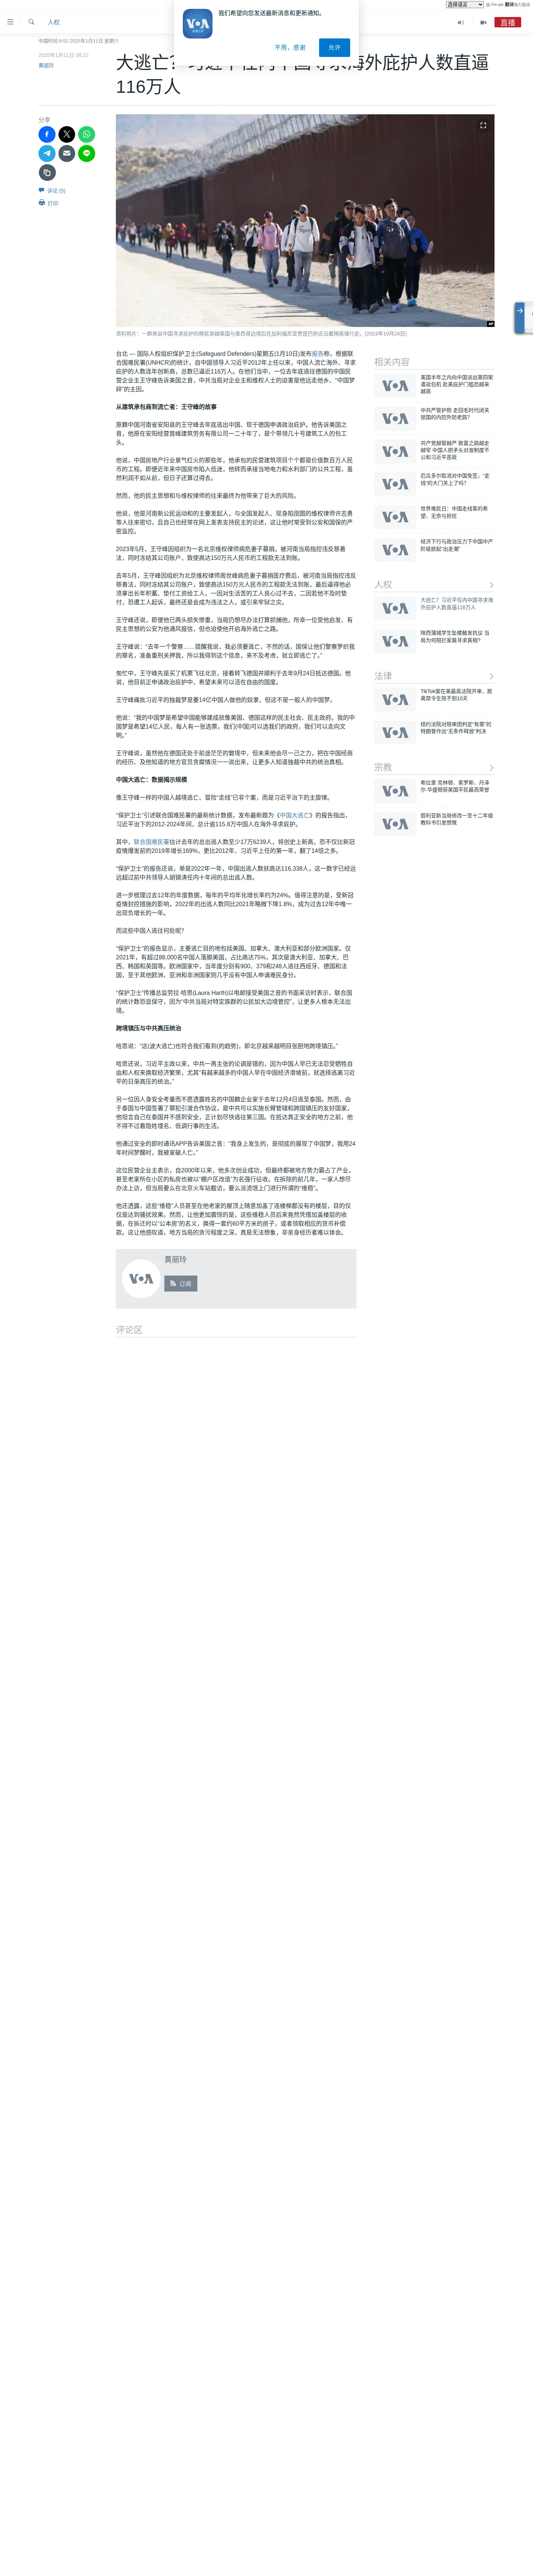 选择语言
由 Google 翻译强力驱动
我们希望向您发送最新消息和更新通知。
不用，感谢
允许
人权
直播
中国时间 9:52 2025年1月11日 星期六
大逃亡？习近平任内中国寻求海外庇护人数直逼
116万人
2025年1月11日 06:22
黄丽玲
分享
评论 (5)
打印
AP
资料照片：一群来自中国寻求庇护的移民穿越美国与墨西哥边境后在加利福尼亚贾昆巴附近沿着隔离墙行走。(2023年10月24日)
台北 — 国际人权组织保护卫士(Safeguard Defenders)星期五(1月10日)发布报告称，根据联
合国难民署(UNHCR)的统计，自中国领导人习近平2012年上任以来，中国人流亡海外、寻求
庇护的人数连年创新高，总数已逼近116万人。在他们当中，一位去年底逃往德国的中国民
营企业主王守峰告诉美国之音，中共当局对企业主和维权人士的迫害是他远走他乡、“中国梦
碎”的主因。
从建筑承包商到流亡者：王守峰的故事
原籍中国河南省安阳县的王守峰去年底逃出中国、现于德国申请政治庇护。他告诉美国之
音，他原在安阳经营首峰建筑劳务有限公司一二十年了，是个带领几十号建筑工人的包工
头。
他说，中国房地产行业景气红火的那些年，他承包的民营建筑项目个个都是价值数百万人民
币的工程。即便近年来中国房市陷入低迷，他转而承接当地电力和水利部门的公共工程，虽
然利润不如从前，但日子还算过得去。
然而，他的民主思想和与维权律师的往来最终为他带来了巨大的风险。
他说，他是河南新公民运动和的主要发起人，与全国发起人、现身陷囹圄的维权律师许志勇
等人往来密切，且自己也经常在网上发表支持民主的论述，这让他时常受到公安和国保的严
密监控。
2023年5月，王守峰因组织为一名北京维权律师病危妻子募捐、被河南当局指控违反慈善
法，同时冻结其公司账户，致使高达150万元人民币的工程款无法到账。
去年5月，王守峰因组织为北京维权律师周世峰病危妻子募捐医疗费后，被河南当局指控违反
慈善法，同时冻结其公司账户，致使高达150万元人民币的工程款无法到账。最后，他得到处必
须拿出长年积蓄、垫付工资给工人，一因对生活苦的工人良心过不去，二因若他不及时垫
付，恐遭工人起诉，最终还是会成为违法之人，或引来牢狱之灾。
王守峰还说，即便他已两头损失惨重，当局仍想尽办法打算抓捕他，所幸一位受他启发、有
民主思想的公安为他通风报信，但也迫使他开启海外逃亡之路。
王守峰说：“去年一个警察……提醒我说，我必须要逃亡，不然的话，国保让他们警察罗织我
的罪名，准备重刑关押我，所以我得到这个信息，来不及考虑，就立即逃亡了。”
匆忙中，王守峰先是买了机票飞往北京，接着转飞德国并顺利于去年9月24日抵达德国。他
说，他目前正申请政治庇护中，希望未来可以活在自由的国度。
王守峰痛批习近平的独裁梦是要14亿中国人做他的奴隶，但这不是一般人的中国梦。
他说：“我的中国梦是希望中国能够建成就像美国、德国这样的民主社会、民主政府。我的中
国梦是希望14亿人民，每人有一张选票，我们(中国)可以选我们的政府，我们可以走向文
明。”
王守峰说，虽然他在德国还处于前途茫茫的窘境中，但未来他会尽一己之力，把在中国经商
的经历、及他知道的地方官员贪腐情况一一说出来，让更多人知道独裁中共的统治真相。
中国大逃亡：数据揭示规模
像王守峰一样的中国人越境逃亡、冒险“走线”已非个案，而是习近平治下的主旋律。
“保护卫士”引述联合国难民署的最新统计数据，发布最新题为《中国大逃亡》的报告指出，
习近平治下的2012-2024年间，总计逾115.8万中国人在海外寻求庇护。
其中，联合国难民署估计去年的总出逃人数至少17万6239人，将创史上新高，恐不仅比新冠
疫情爆发前的2019年增长169%，更比2012年、习近平上任的第一年，翻了14倍之多。
“保护卫士”的报告还说，单是2022年一年，中国出逃人数就高达116,338人，这一数字已经远
远超过前中共领导人胡锦涛任内十年间的总出逃人数。
进一步梳理过去12年的年度数据，每年的平均年化增长率约为24%。值得注意的是，受新冠
疫情封控措施的影响，2022年的出逃人数同比2021年略微下降1.8%，成为过去12年中唯一
出现负增长的一年。
而这些中国人逃往何处呢？
“保护卫士”的报告显示，主要逃亡目的地包括美国、加拿大、澳大利亚和部分欧洲国家。仅
2021年，有超过88,000名中国人落脚美国，占比高达75%，其次是澳大利亚、加拿大、巴
西、韩国和英国等。欧洲国家中，当年度分别有900、379和248人逃往西班牙、德国和法
国，至于其他欧洲、亚洲和非洲国家则几乎没有中国人申请难民身分。
“保护卫士”传播总监劳拉·哈思(Laura Harth)以电邮接受美国之音的书面采访时表示，联合国
的统计数恐显保守，因为“中共当局对特定族群的公民加大边境管控”，让更多人根本无法出
境。
跨境镇压与中共高压统治
哈思说：“这(波大逃亡)也符合我们看到(的趋势)，即北京越来越明目张胆地跨境镇压。”
哈思还说，习近平主政以来，中共一再主张的论调是错的，因为中国人早已无法忍受牺牲自
由和人权来换取经济繁荣，尤其“有越来越多的中国人早在中国经济滑坡前，就选择逃离习近
平的日渐高压的统治。”
另一位因人身安全考量而不愿透露姓名的中国籍企业家于去年12月4日逃至泰国。然而，由
于泰国与中国签署了罪犯引渡合作协议，是中共可以实施长臂管辖和跨国镇压的友好国家，
他坦言自己在泰国并不感到安全，正计划尽快逃往第三国。在抵达真正安全的地方之前，他
不得不过着隐姓埋名、低调行事的生活。
他通过安全的即时通讯APP告诉美国之音：“我身上发生的，是彻底的展现了中国梦，我用24
年时间梦醒时，我被家破人亡。”
这位民营企业主表示，自2000年以来，他多次创业成功，但最终都被地方势力霸占了产业，
甚至老家所在小区的私房也被以“棚户区改造”为名强行征收。在拆除的前几年，一家人想尽
办法上访，但当局要么在北京火车站截访，要么派流氓上门进行所谓的“维稳”。
他还透露，这些“维稳”人员甚至在他老家的屋顶上随意加盖了连楼梯都没有的楼层，目的仅
仅是达到骚扰效果。然而，让他更加震惊的是，这些维稳人员后来竟然凭借加盖楼层的收
据，在拆迁时以“公本房”的名义，换得一套约60平方米的房子，或者领取相应的货币补偿
款。这让他感叹道，地方当局的贪污程度之深，真是无法想象，非亲身经历者难以体会。
VOA
黄丽玲
订阅
评论区
相关内容
美国半年之内向中国派出第四架遣返包机 赴美庇护门槛恐越来越高
中共严管护照 走回毛时代闭关锁国的内控外防老路？
共产党越管越严 致富之路越走越窄 中国人把矛头对准制度不公和习近平恶政
厄瓜多尔取消对中国免签，“走线”的大门关上了吗？
世界难民日：中国走线客的希望、无奈与担忧
经济下行与政治压力下中国中产阶级掀起“出走潮”
人权
大逃亡？习近平任内中国寻求海外庇护人数直逼116万人
陕西蒲城学生坠楼触发抗议 当局为何阻拦家属寻求真相?
法律
TikTok案在美最高法院开审，距离禁令生效不到10天
纽约法院对陪审团判定“有罪”的特朗普作出“无条件释放”判决
宗教
希拉里·克林顿、索罗斯、丹泽尔·华盛顿获美国平民最高荣誉
叙利亚新当局修改一至十二年级教科书引发愤慨